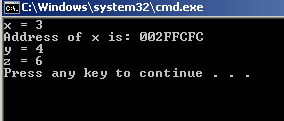 C:\Windows\system32\cmd.exe
x = 3
Address of x is: 002FFCFC
y = 4
z = 6
Press any key to continue . . .